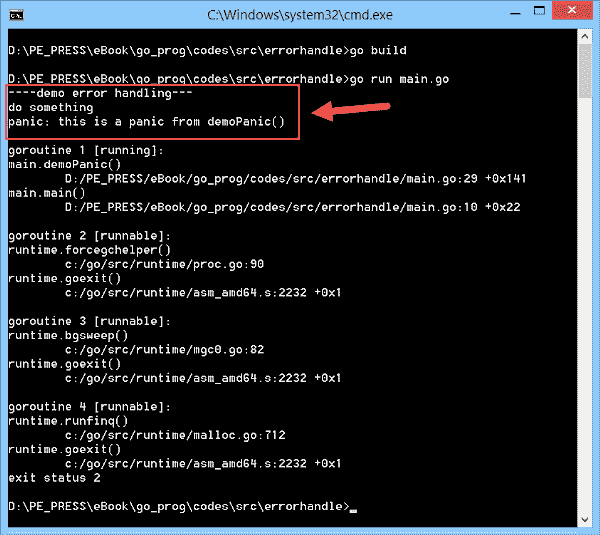 C:\Windows\system32\cmd.exe
D:\PE_PRESS\eBook\go_prog\codes\src\errorhandle>go build
D:\PE_PRESS\eBook\go_prog\codes\src\errorhandle>go run main.go
----demo error handling---
do something
panic: this is a panic from demoPanic()
goroutine 1 [running]:
main.demoPanic()
D:/PE_PRESS/eBook/go_prog/codes/src/errorhandle/main.go:29 +0x141
main.main()
D:/PE_PRESS/eBook/go_prog/codes/src/errorhandle/main.go:10 +0x22
goroutine 2 [runnable]:
runtime.forcegchelper()
c:/go/src/runtime/proc.go:90
runtime.goexit()
c:/go/src/runtime/asm_amd64.s:2232 +0x1
goroutine 3 [runnable]:
runtime.bgsweep()
c:/go/src/runtime/mgc0.go:82
runtime.goexit()
c:/go/src/runtime/asm_amd64.s:2232 +0x1
goroutine 4 [runnable]:
runtime.runfinq()
c:/go/src/runtime/malloc.go:712
runtime.goexit()
c:/go/src/runtime/asm_amd64.s:2232 +0x1
exit status 2
D:\PE_PRESS\eBook\go_prog\codes\src\errorhandle>_